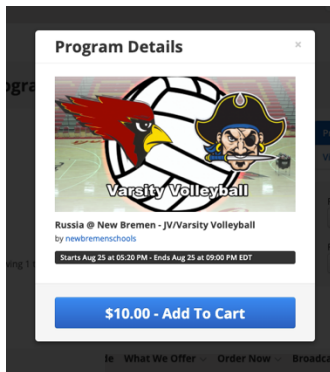 Program Details
×
Varsity Volleyball
Russia @ New Bremen - JV/Varsity Volleyball
by newbremenschools
Starts Aug 25 at 05:20 PM - Ends Aug 25 at 09:00 PM EDT
$10.00 - Add To Cart
What We Offer
Order Now